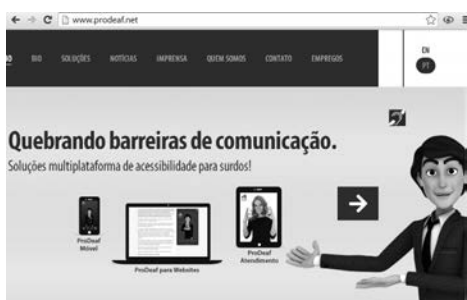 www.prodeaf.net
BIO SOLUÇÕES NOTÍCIAS IMPRENSA QUEM SOMOS CONTATO EMPREGOS
EN
PT
Quebrando barreiras de comunicação.
Soluções multiplataforma de acessibilidade para surdos!
ProDeaf
Móvel
ProDeaf para Websites
ProDeaf
Atendimento